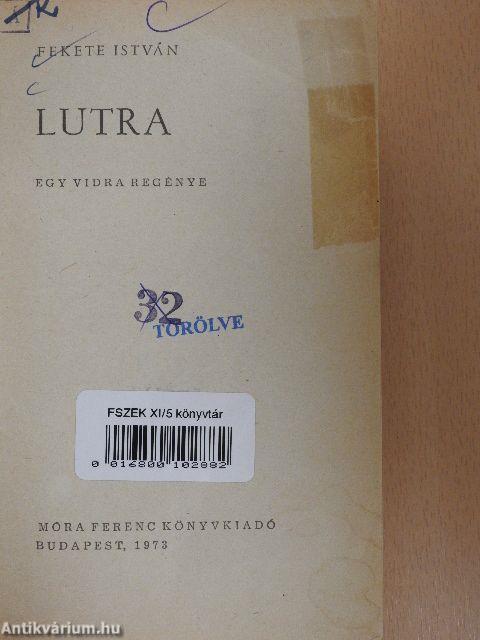 FEKETE ISTVÁN
LUTRA
EGY VIDRA REGÉNYE
32
TÖRÖLVE
FSZEK XI/5 könyvtár
0 016800 102882
MÓRA FERENC KÖNYVKIADÓ
BUDAPEST, 1973
Antikvárium.hu